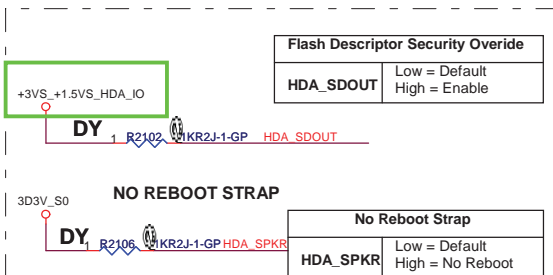 Flash Descriptor Security Overide
HDA_SDOUT
Low = Default
High = Enable
+3VS_+1.5VS_HDA_IO
DY
1 R2102 1KR2J-1-GP HDA_SDOUT
NO REBOOT STRAP
3D3V_S0
No Reboot Strap
DY
1 R2106 1KR2J-1-GP HDA_SPKR
HDA_SPKR
Low = Default
High = No Reboot